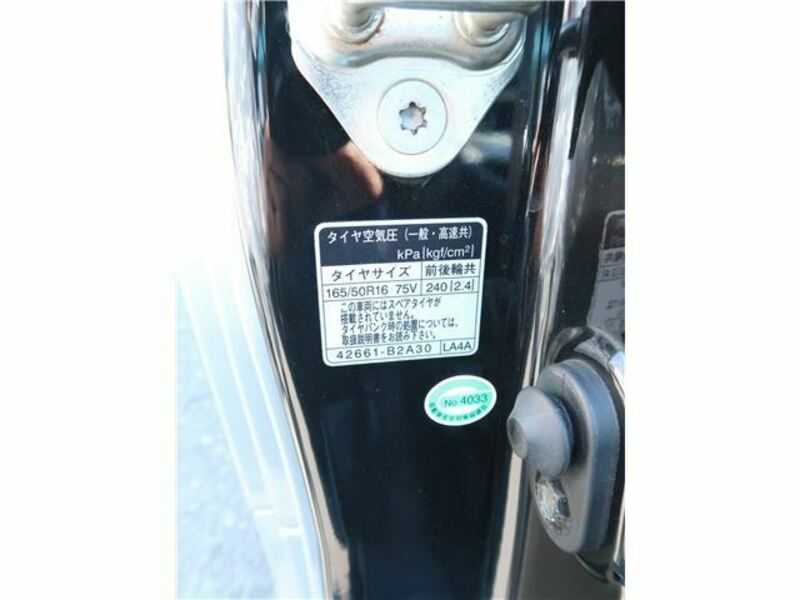 タイヤ空気圧 (一般・高速共)
kPa{kgf/cm²}
タイヤサイズ 前後輪共
165/50R16 75V 240{2.4}
この車両にはスペアタイヤが
搭載されていません。
タイヤパンク時の処置については、
取扱説明書をお読み下さい。
42661-B2A30 LA4A
No.4033